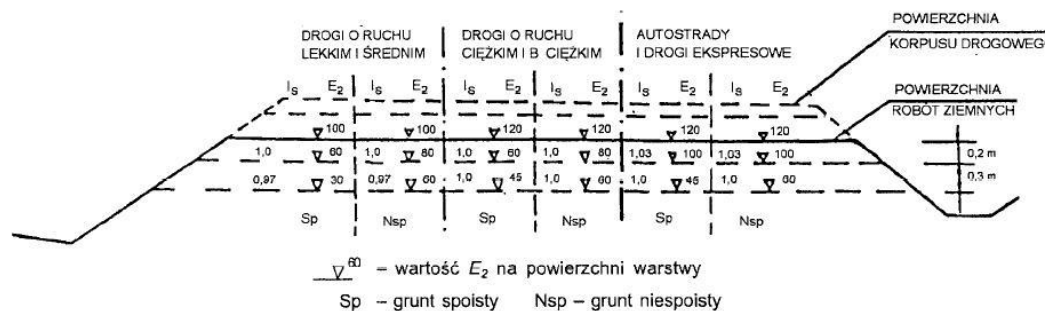 DROGI O RUCHU LEKKIM I ŚREDNIM
DROGI O RUCHU CIĘŻKIM I B CIĘŻKIM
AUTOSTRADY I DROGI EKSPRESOWE
POWIERZCHNIA KORPUSU DROGOWEGO
POWIERZCHNIA ROBÓT ZIEMNYCH
Is E2 Is E2 Is E2 Is E2 Is E2 Is E2
100 100 120 120 120 120
1,0 60 1,0 80 1,0 60 1,0 80 1,03 100 1,03 100 0,2 m
0,97 30 0,97 60 1,0 45 1,0 60 1,0 45 1,0 60 0,3 m
Sp Nsp Sp Nsp Sp Nsp
60 – wartość E2 na powierzchni warstwy
Sp – grunt spoisty Nsp – grunt niespoisty